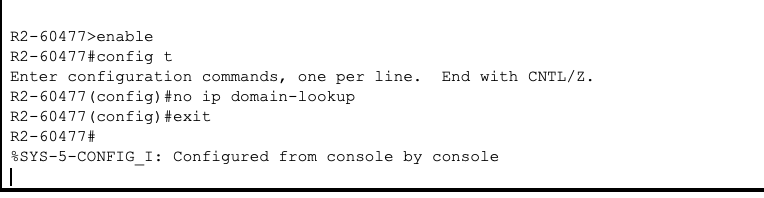 R2-60477>enable
R2-60477#config t
Enter configuration commands, one per line.  End with CNTL/Z.
R2-60477(config)#no ip domain-lookup
R2-60477(config)#exit
R2-60477#
%SYS-5-CONFIG_I: Configured from console by console